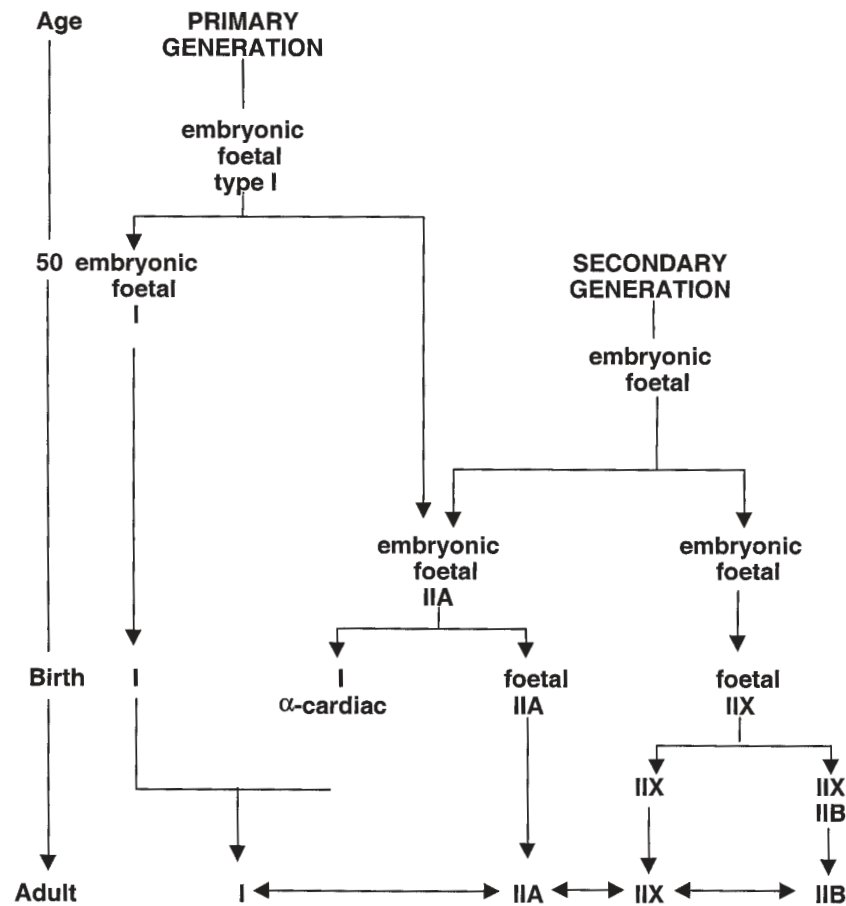 Age
PRIMARY
GENERATION
embryonic
foetal
type I
50 embryonic
foetal
I
SECONDARY
GENERATION
embryonic
foetal
embryonic
foetal
IIA
embryonic
foetal
Birth
I
I
α-cardiac
foetal
IIA
foetal
IIX
IIX
IIX
IIB
Adult
I
IIA
IIX
IIB